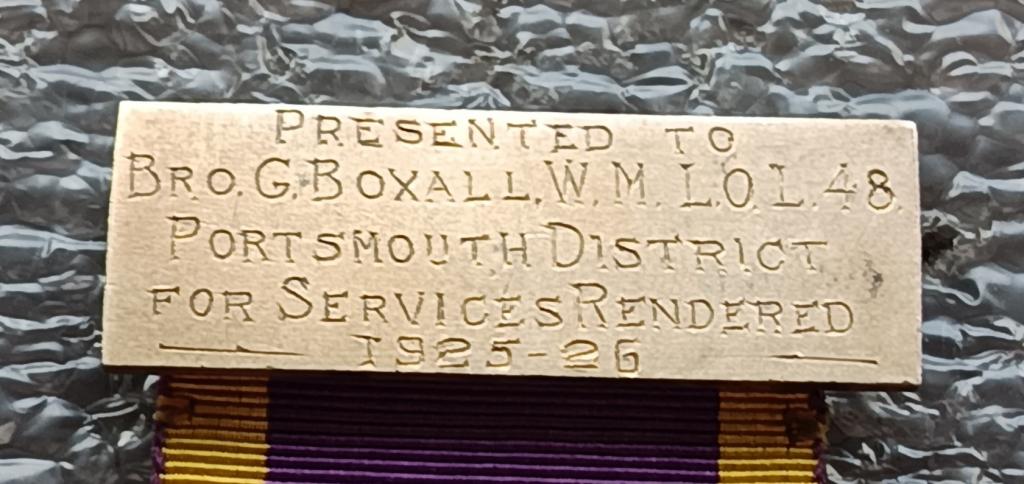 PRESENTED TO
BRO. G. BOXALL. W. M. L. O. L. 48.
PORTSMOUTH DISTRICT
FOR SERVICES RENDERED
1925-26